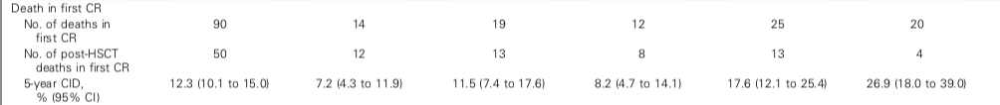 Death in first CR
No. of deaths in 90 14 19 12 25 20
first CR
No. of post-HSCT 50 12 13 8 13 4
deaths in first CR
5-year CID, 12.3 (10.1 to 15.0) 7.2 (4.3 to 11.9) 11.5 (7.4 to 17.6) 8.2 (4.7 to 14.1) 17.6 (12.1 to 25.4) 26.9 (18.0 to 39.0)
% (95% CI)